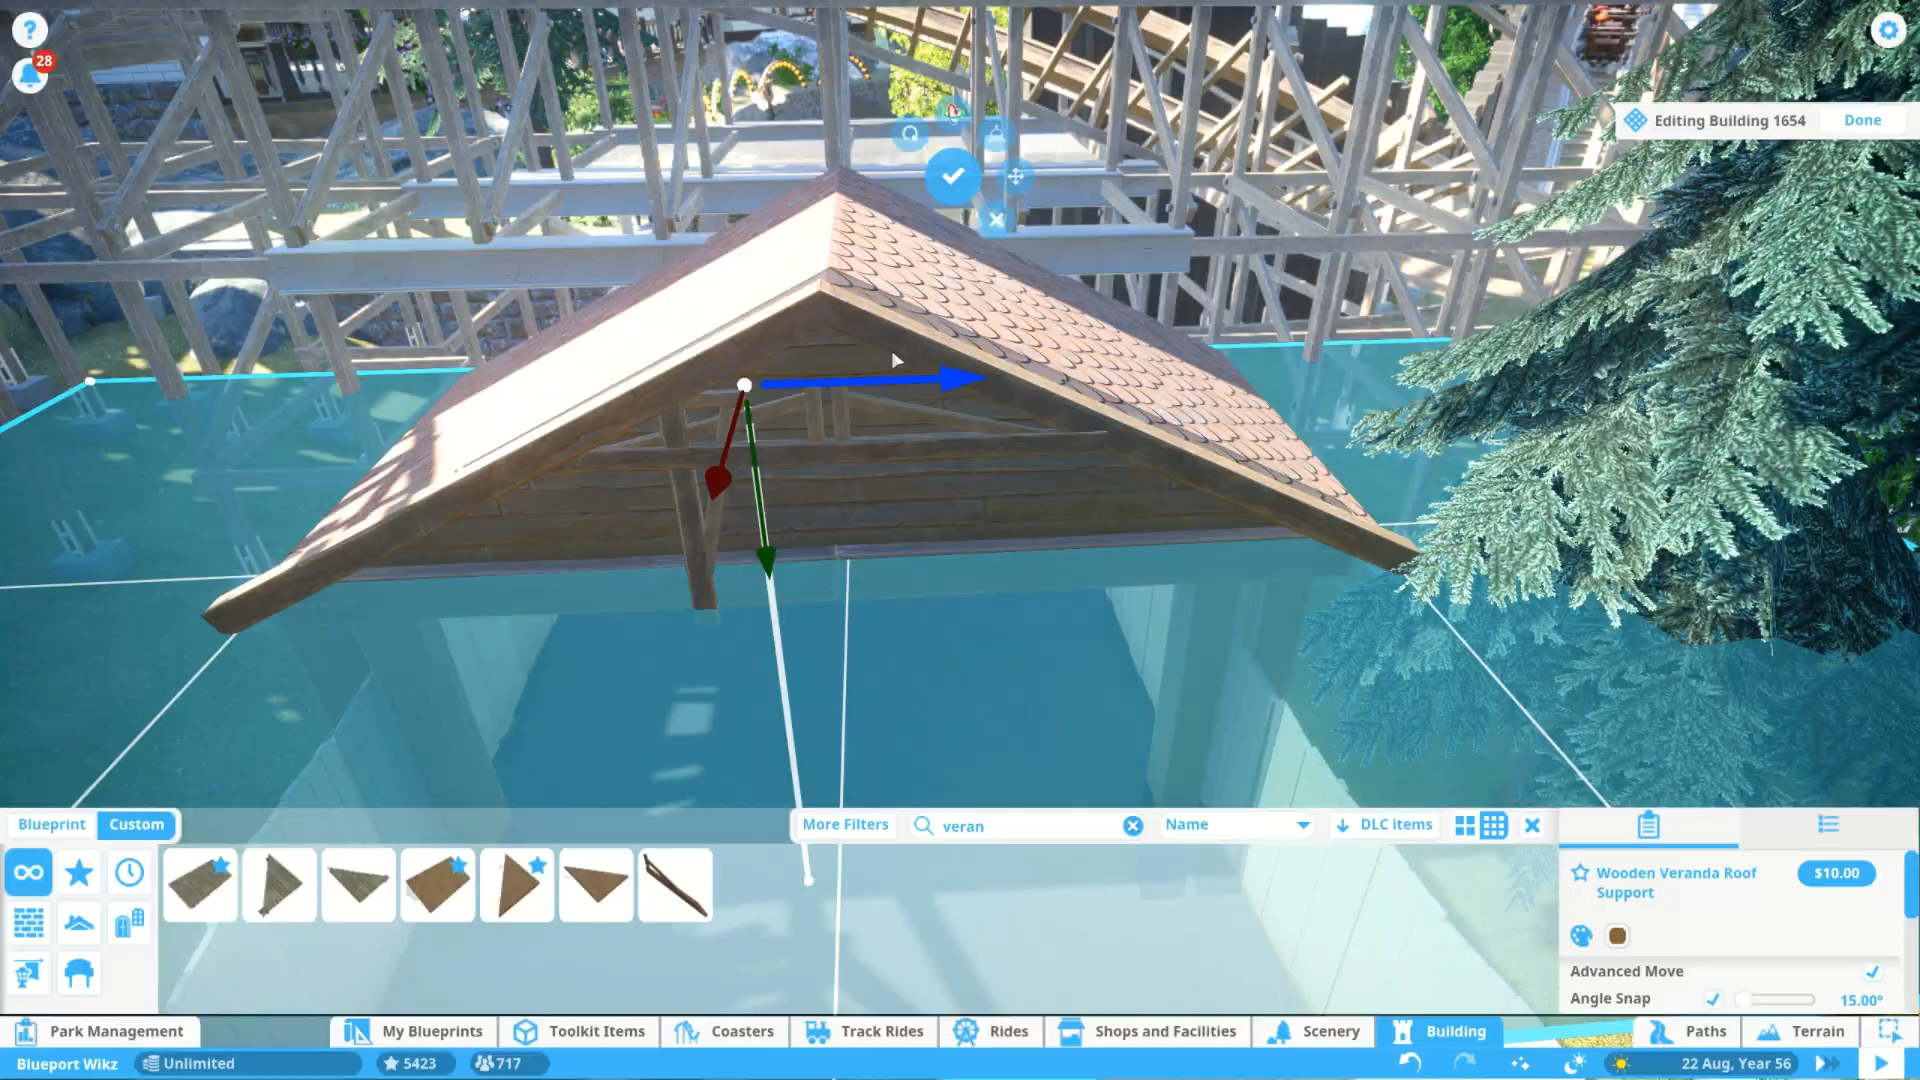 ?
28
Editing Building 1654 Done
Blueprint Custom
More Filters veran Name DLC items
Wooden Veranda Roof
Support
$10.00
Advanced Move
Angle Snap 15.00°
Park Management My Blueprints Toolkit Items Coasters Track Rides Rides Shops and Facilities Scenery Building Paths Terrain
Blueport Wikz Unlimited 5423 717 22 Aug, Year 56